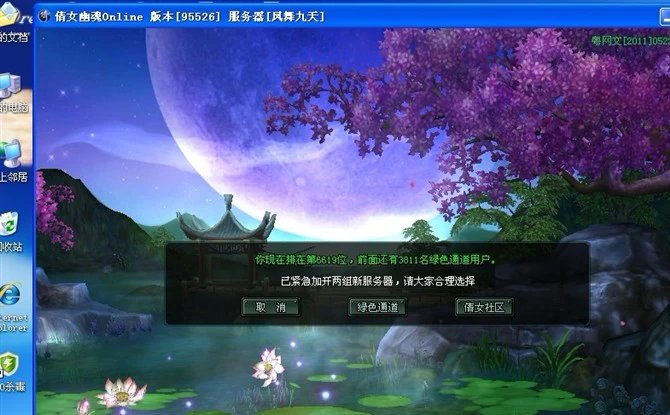 倩女幽魂Online 版本[95526] 服务器[风舞九天]
粤网文[2011]052
的文档
的电脑
上邻居
回收站
你现在排在第6619位，前面还有3811名绿色通道用户。
已紧急加开两组新服务器，请大家合理选择
取 消
绿色通道
倩女社区
ternet
plorer
0杀毒